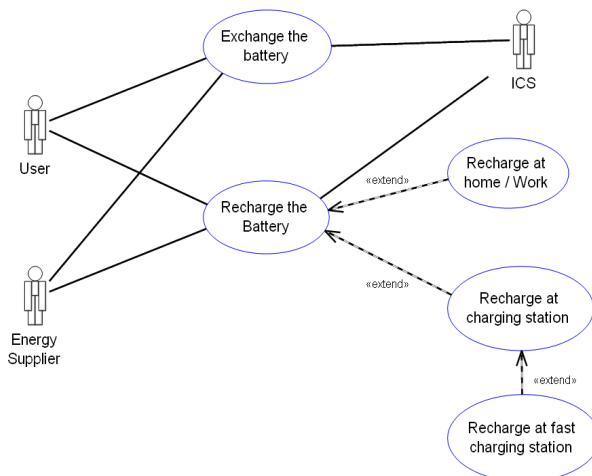 Exchange the
battery
ICS
User
Recharge at
home / Work
«extend»
Recharge the
Battery
«extend»
Recharge at
charging station
Energy
Supplier
«extend»
Recharge at fast
charging station